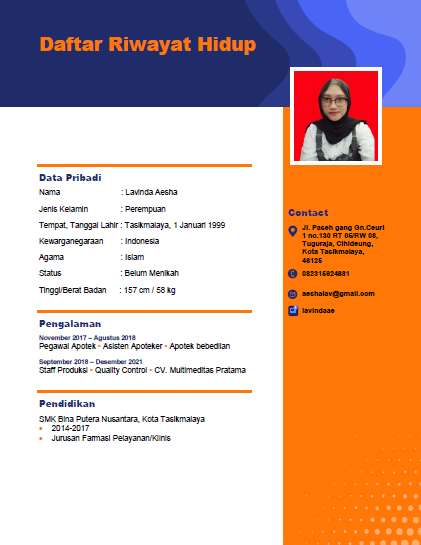 Daftar Riwayat Hidup
Data Pribadi
Nama : Lavinda Aesha
Jenis Kelamin : Perempuan
Tempat, Tanggal Lahir : Tasikmalaya, 1 Januari 1999
Kewarganegaraan : Indonesia
Agama : Islam
Status : Belum Menikah
Tinggi/Berat Badan : 157 cm / 58 kg
Pengalaman
November 2017 – Agustus 2018
Pegawai Apotek • Asisten Apoteker • Apotek bebedilan
September 2018 – Desember 2021
Staff Produksi • Quality Control • CV. Multimeditas Pratama
Pendidikan
SMK Bina Putera Nusantara, Kota Tasikmalaya
• 2014-2017
• Jurusan Farmasi Pelayanan/Klinis
Contact
Jl. Paseh gang Gn.Ceuri
1 no.130 RT 05/RW 08,
Tuguraja, Cihideung,
Kota Tasikmalaya,
46125
082315624881
aeshalav@gmail.com
lavindaae